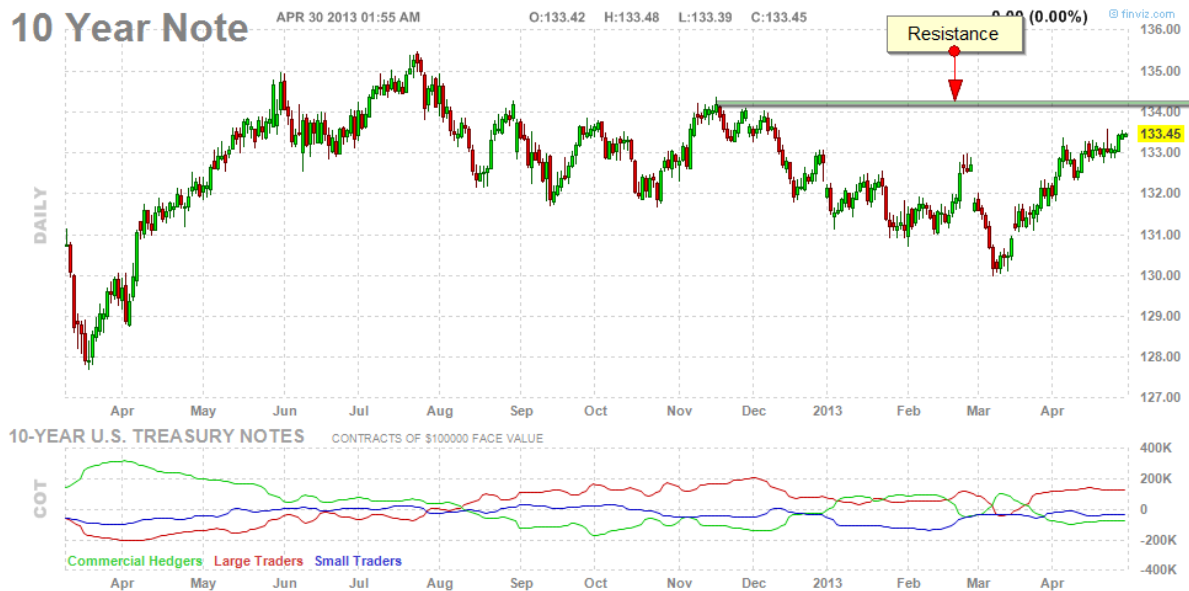 10 Year Note
APR 30 2013 01:55 AM
O:133.42 H:133.48 L:133.39 C:133.45
0.00 (0.00%)
© finviz.com
Resistance
136.00
135.00
134.00
133.45
133.00
132.00
131.00
130.00
129.00
128.00
127.00
DAILY
Apr May Jun Jul Aug Sep Oct Nov Dec 2013 Feb Mar Apr
10-YEAR U.S. TREASURY NOTES CONTRACTS OF $100000 FACE VALUE
400K
200K
0
-200K
-400K
COT
Commercial Hedgers Large Traders Small Traders
Apr May Jun Jul Aug Sep Oct Nov Dec 2013 Feb Mar Apr